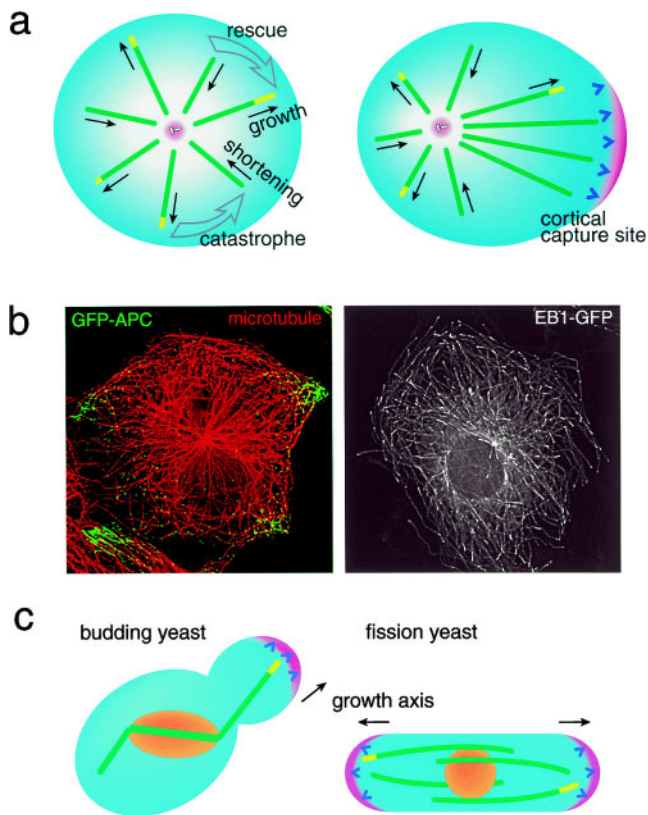 a
rescue
growth
shortening
catastrophe
cortical
capture site
b
GFP-APC
microtubule
EB1-GFP
c
budding yeast
fission yeast
growth axis